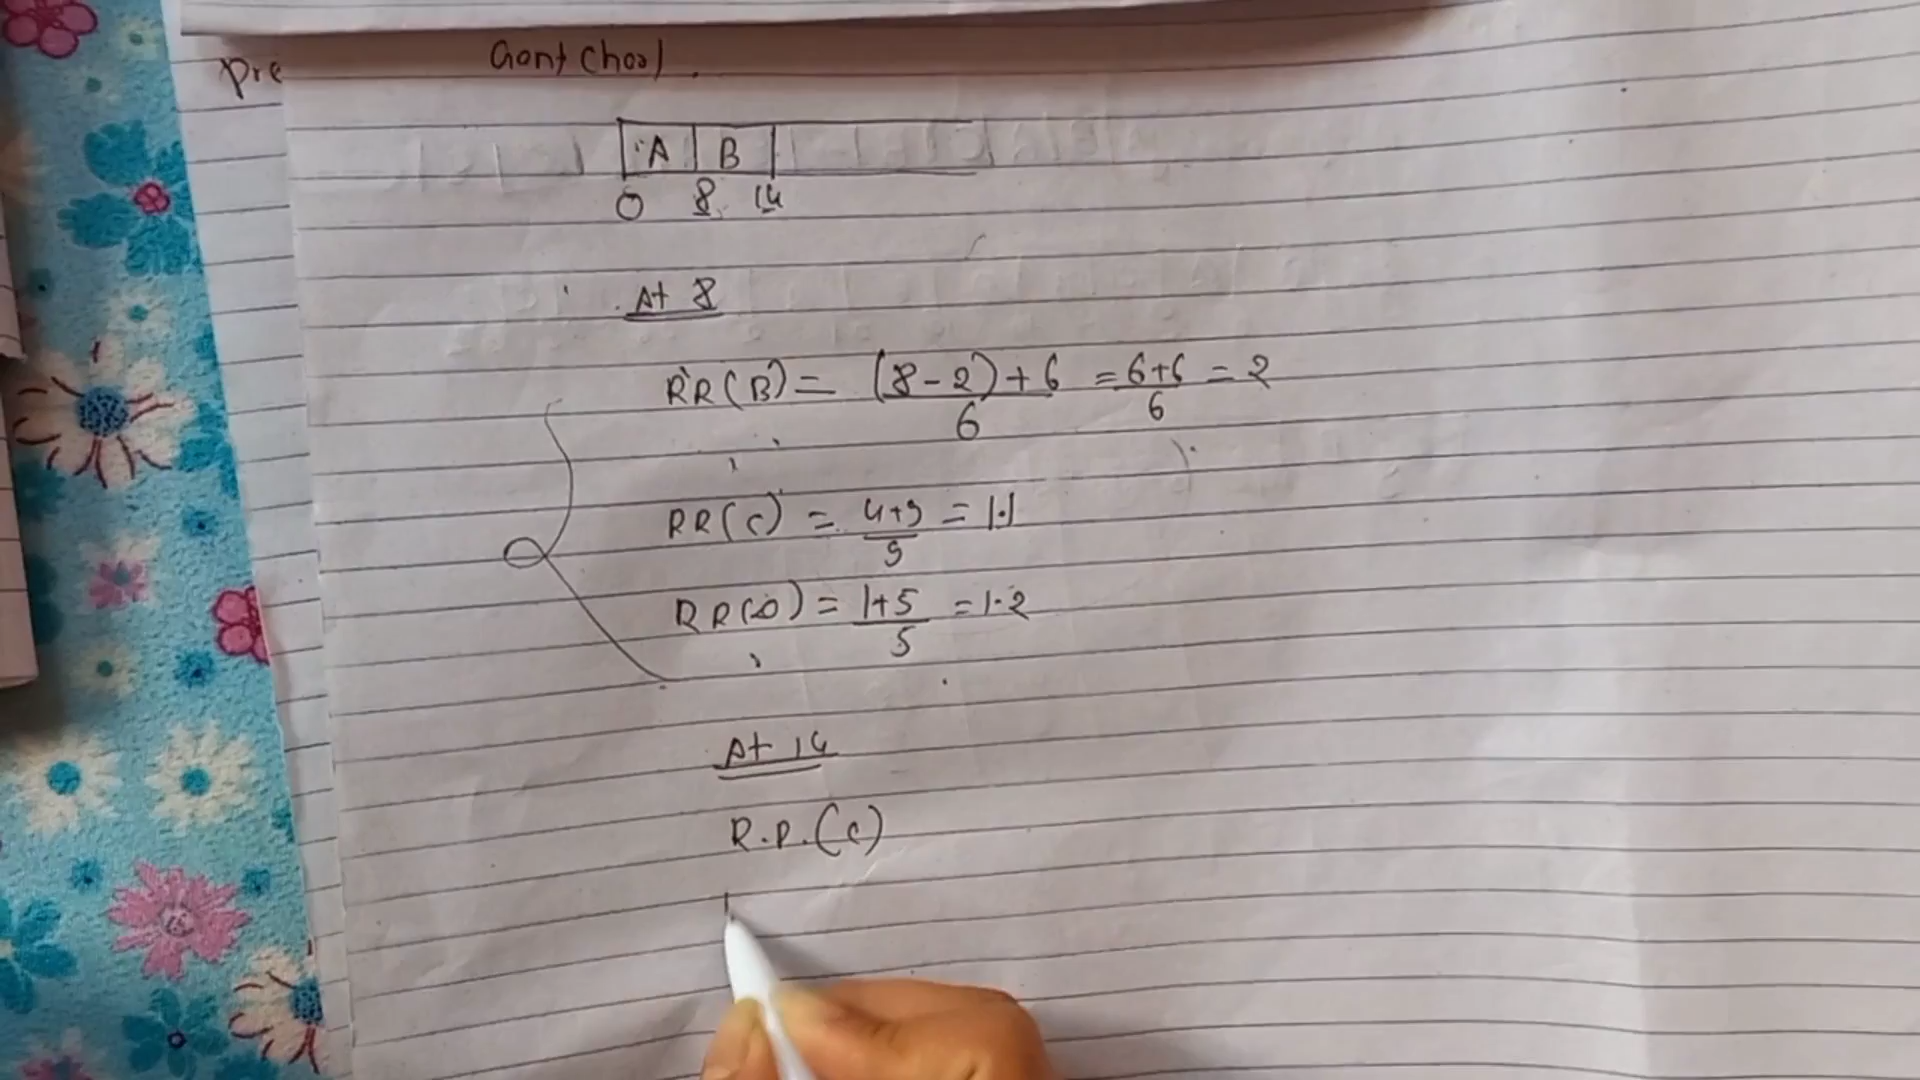 pre
Gant Chart.
A B
0 8 14
At 8
RR(B) = (8-2)+6 / 6 = 6+6 / 6 = 2
RR(C) = 4+9 / 9 = 1.1
RR(D) = 1+5 / 5 = 1.2
At 14
R.R.(C)